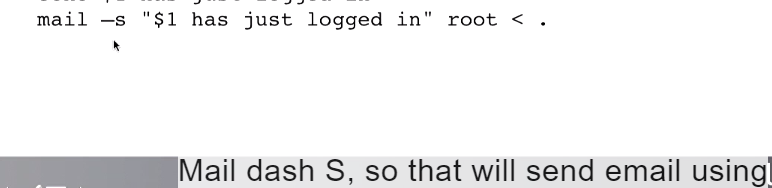 mail –s "$1 has just logged in" root < .
Mail dash S, so that will send email using